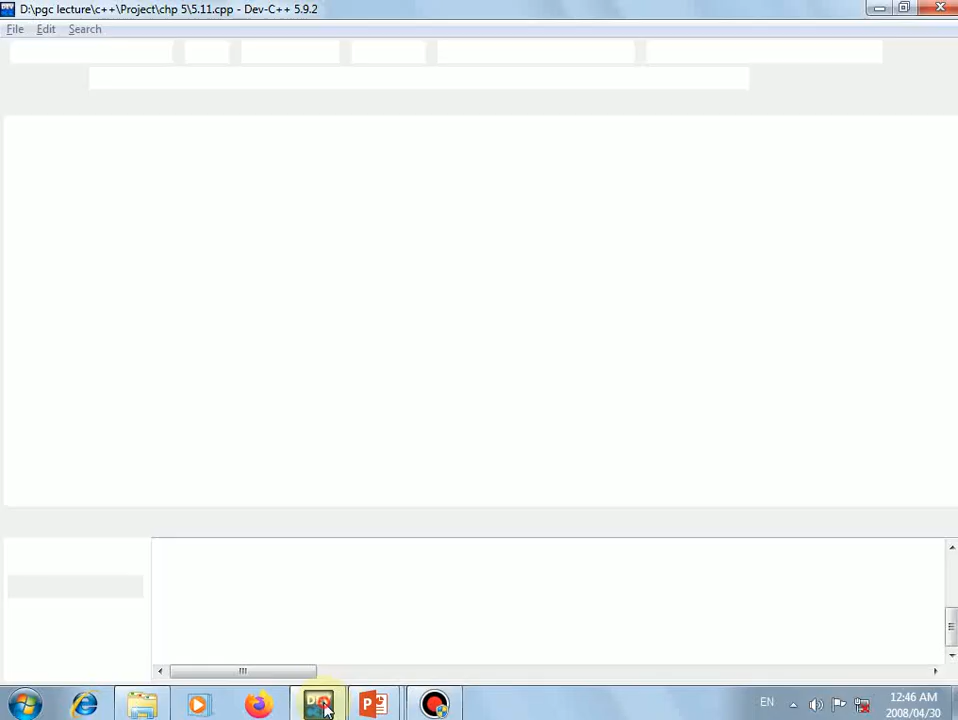 D:\pgc lecture\c++\Project\chp 5\5.11.cpp - Dev-C++ 5.9.2
File Edit Search
EN
12:46 AM
2008/04/30